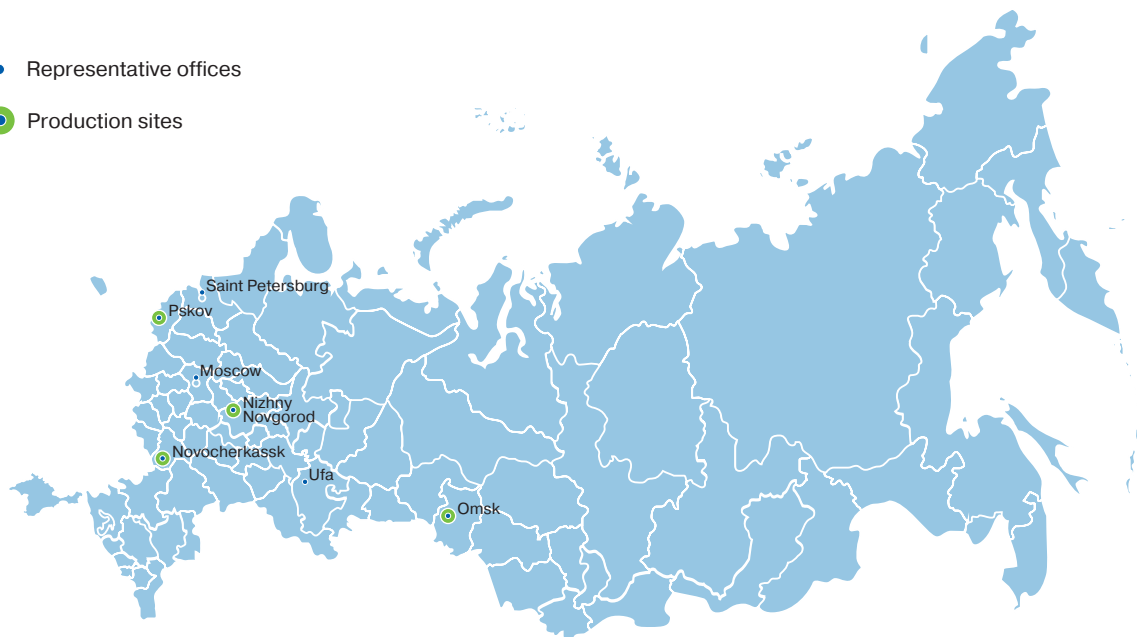 Representative offices
Production sites
Saint Petersburg
Pskov
Moscow
Nizhny
Novgorod
Novocherkassk
Ufa
Omsk